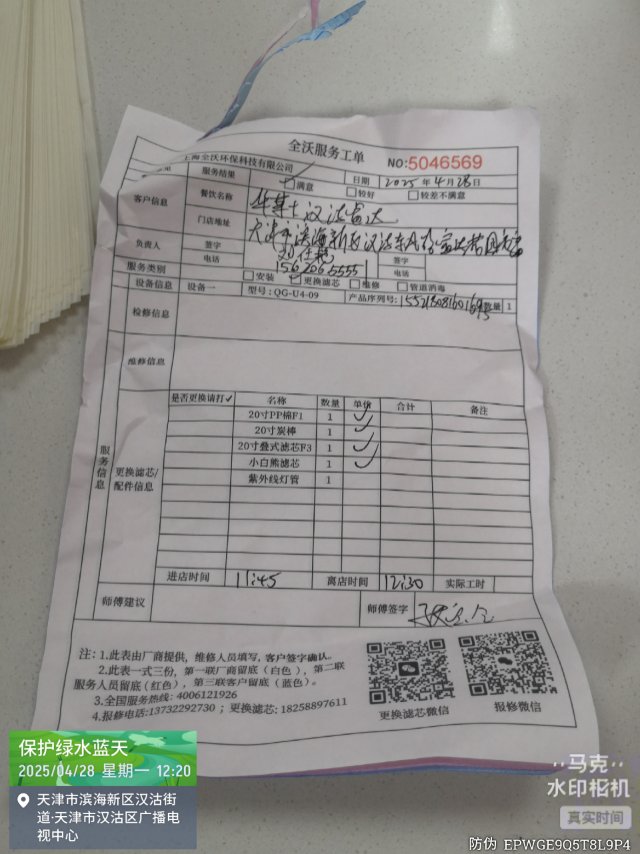 全沃服务工单
NO:5046569
上海全沃环保科技有限公司
服务结果 满意 日期 2025年4月28日
较好 较差不满意
客户信息 餐饮名称 华莱士汉沽富达
门店地址
负责人 签字 签字
电话 电话
服务类别 安装 更换滤芯 维修 管道消毒
设备信息 设备一 型号:QG-U4-09 产品序列号: 数量 1
检修信息
维修信息
服务信息
更换滤芯/配件信息
是否更换请打✓ 名称 数量 单价 合计 备注
20寸PP棉F1 1 ✓
20寸炭棒 1 ✓
20寸叠式滤芯F3 1 ✓
小白熊滤芯 1 ✓
紫外线灯管 1
进店时间 11:45 离店时间 12:30 实际工时
师傅建议 师傅签字
注:1.此表由厂商提供,维修人员填写,客户签字确认。
2.此表一式三份,第一联厂商留底(白色),第二联
服务人员留底(红色),第三联客户留底(蓝色)。
3.全国服务热线: 4006121926
4.报修电话:13732292730 ; 更换滤芯: 18258897611
更换滤芯微信 报修微信
保护绿水蓝天
2025/04/28 星期一 12:20
天津市滨海新区汉沽街
道·天津市汉沽区广播电
视中心
马克
水印相机
真实时间
防伪 EPWGE9Q5T8L9P4